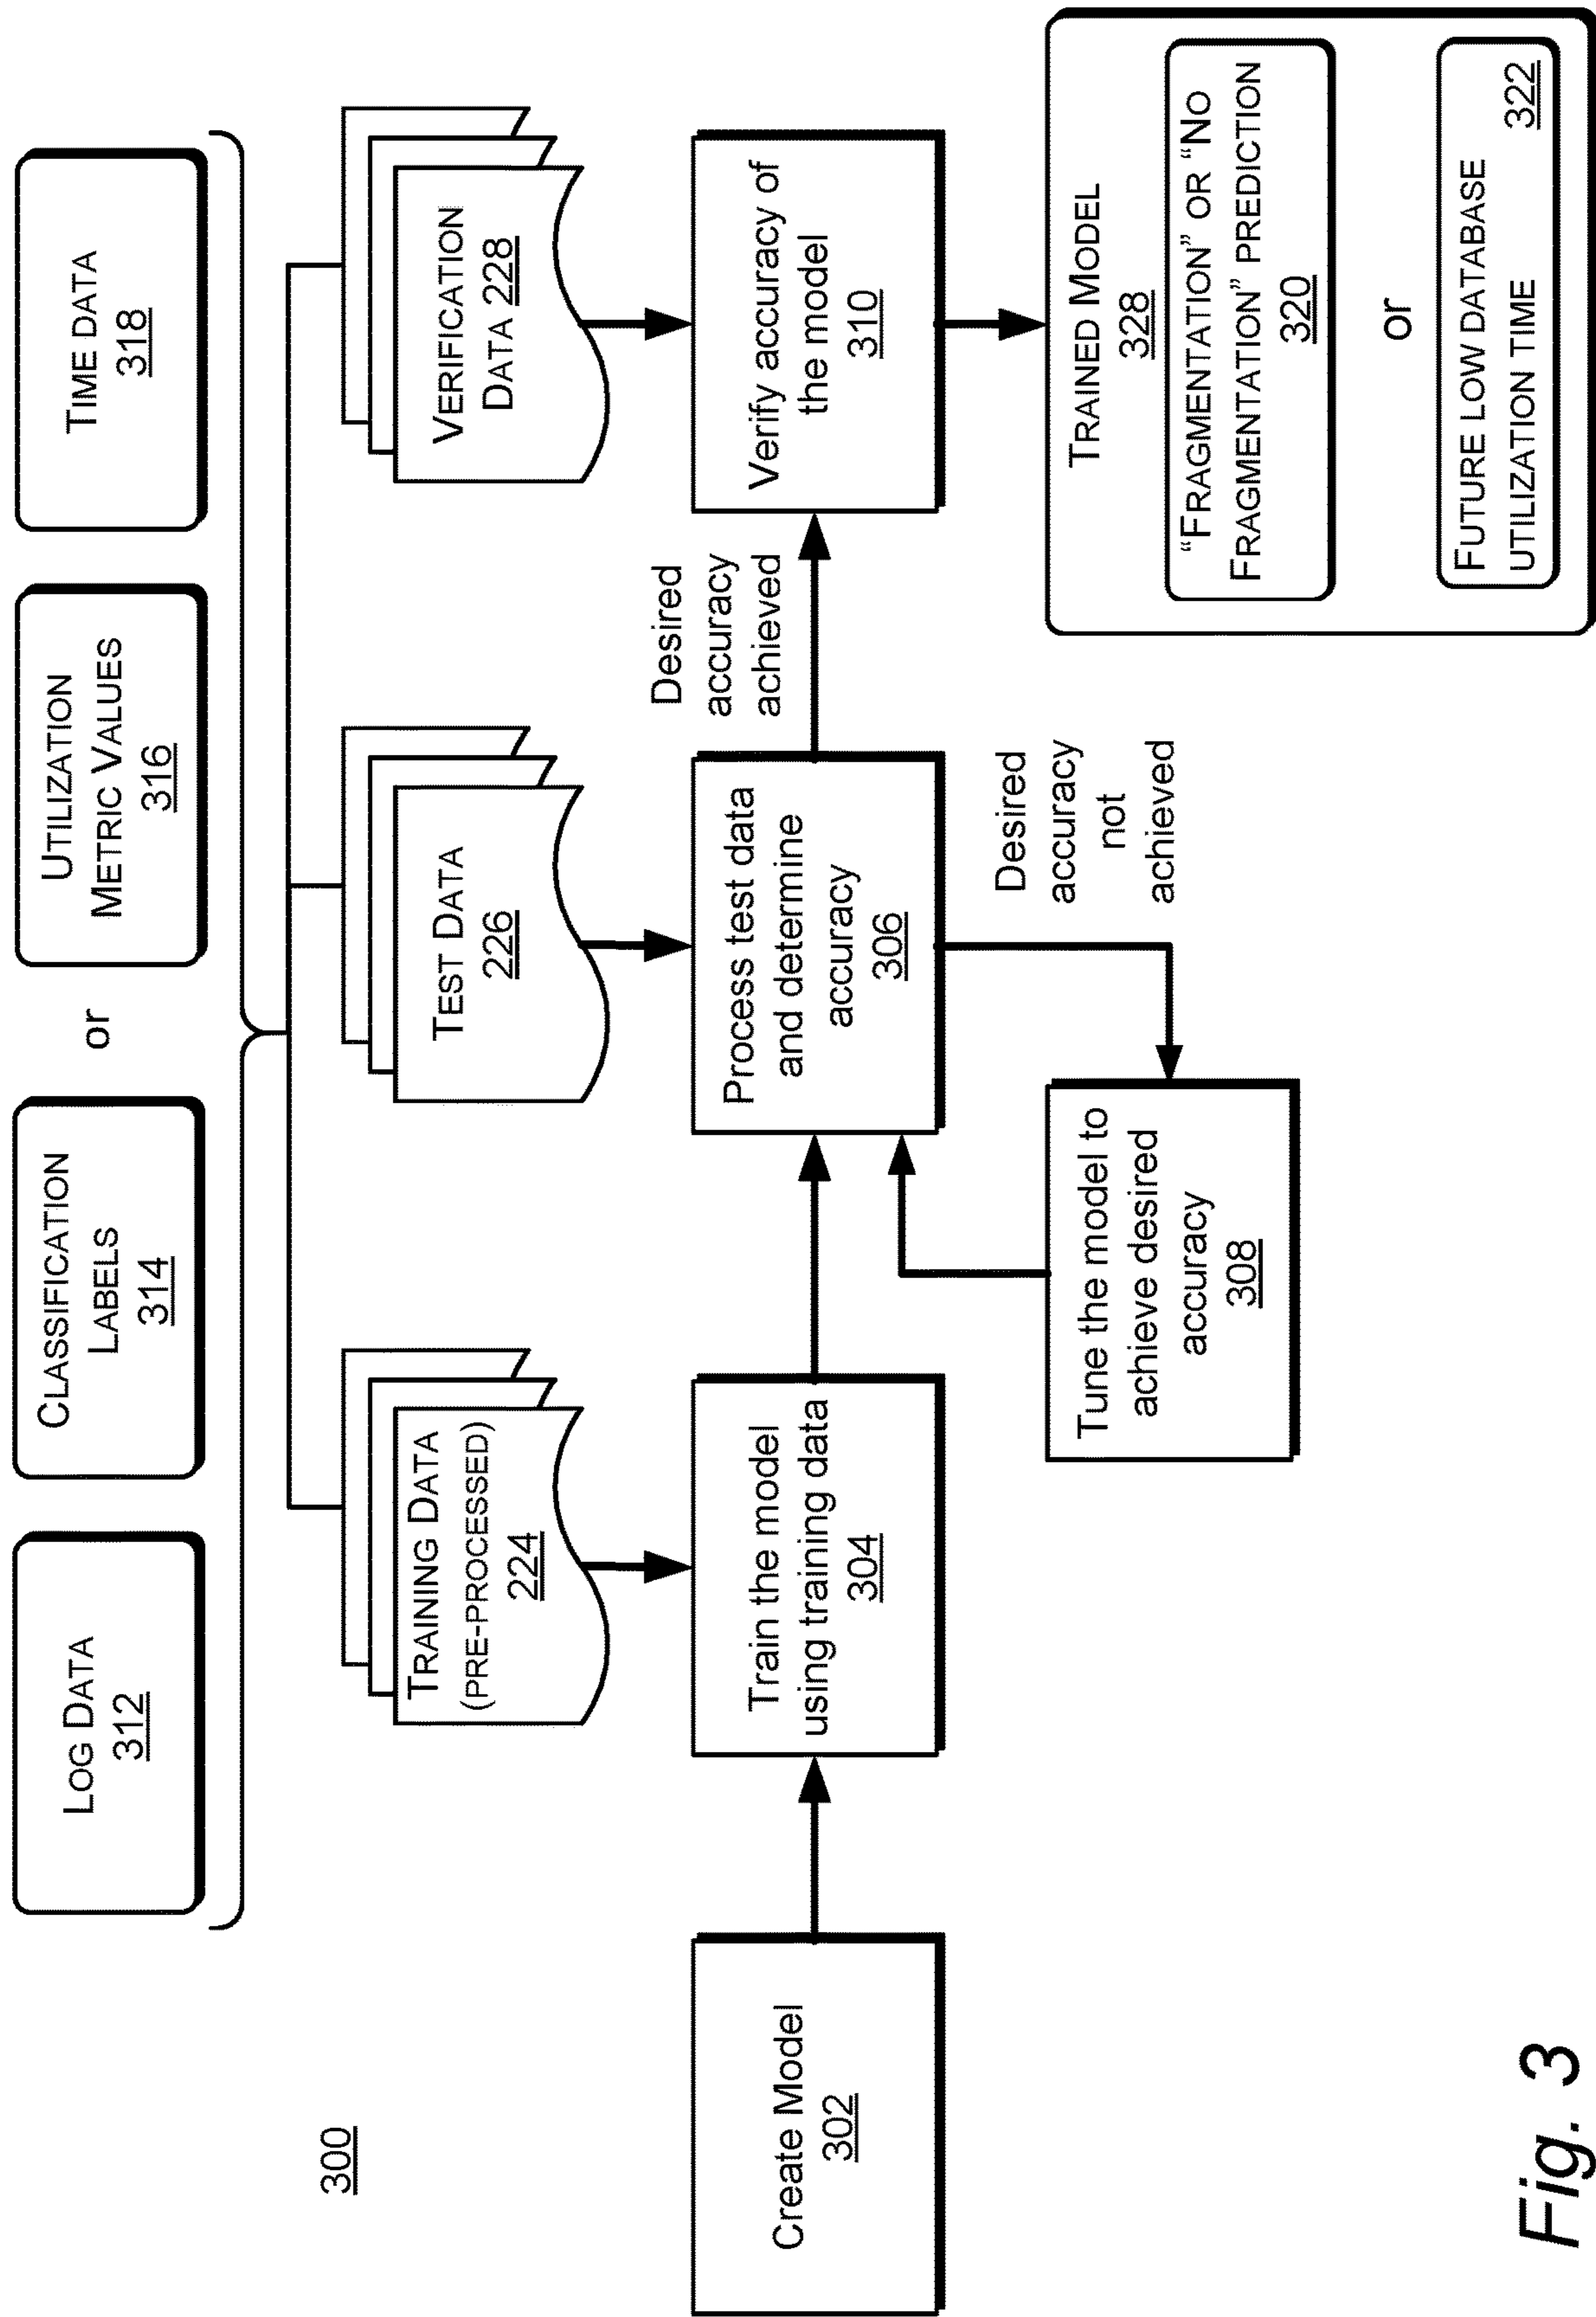 LOG DATA
312
CLASSIFICATION
LABELS
314
or
UTILIZATION
METRIC VALUES
316
TIME DATA
318
300
TRAINING DATA
(PRE-PROCESSED)
224
TEST DATA
226
VERIFICATION
DATA 228
Create Model
302
Train the model
using training data
304
Process test data
and determine
accuracy
306
Desired
accuracy
achieved
Verify accuracy of
the model
310
Desired
accuracy
not
achieved
Tune the model to
achieve desired
accuracy
308
TRAINED MODEL
328
"FRAGMENTATION" OR "NO
FRAGMENTATION" PREDICTION
320
or
FUTURE LOW DATABASE
UTILIZATION TIME 322
Fig. 3